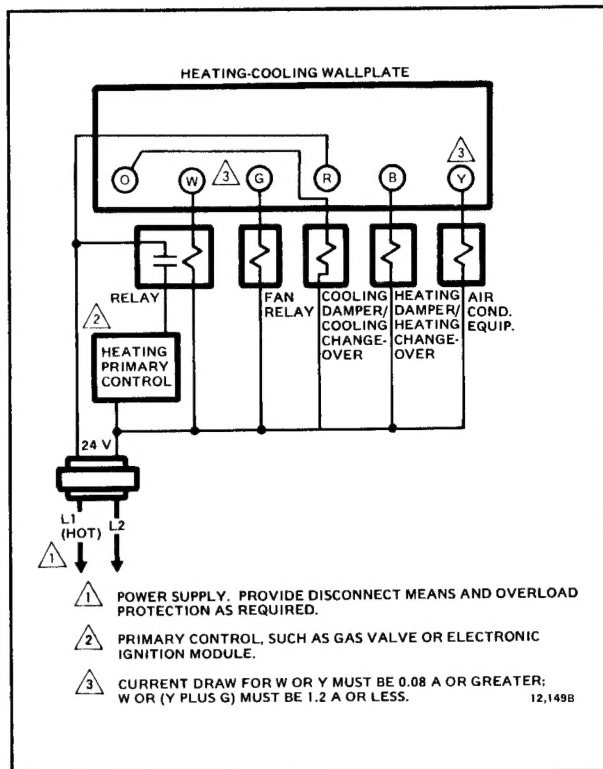 HEATING-COOLING WALLPLATE
O W 3 G R B Y 3
RELAY
FAN
RELAY
COOLING
DAMPER/
COOLING
CHANGE-
OVER
HEATING
DAMPER/
HEATING
CHANGE-
OVER
AIR
COND.
EQUIP.
2
HEATING
PRIMARY
CONTROL
24 V
L1
(HOT)
L2
1
1 POWER SUPPLY. PROVIDE DISCONNECT MEANS AND OVERLOAD
PROTECTION AS REQUIRED.
2 PRIMARY CONTROL, SUCH AS GAS VALVE OR ELECTRONIC
IGNITION MODULE.
3 CURRENT DRAW FOR W OR Y MUST BE 0.08 A OR GREATER;
W OR (Y PLUS G) MUST BE 1.2 A OR LESS.
12,149B